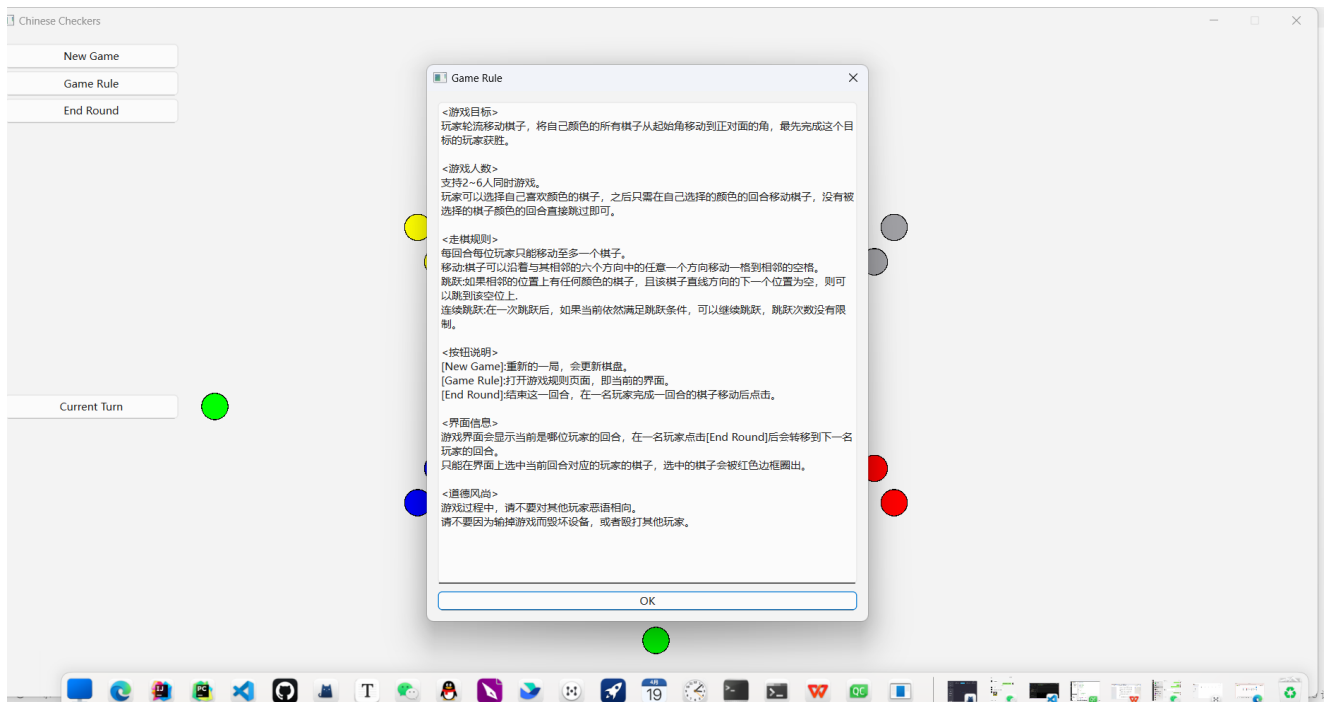 Chinese Checkers
New Game
Game Rule
End Round
Current Turn
Game Rule
<游戏目标>
玩家轮流移动棋子，将自己颜色的所有棋子从起始角移动到正对面的角，最先完成这个目
标的玩家获胜。
<游戏人数>
支持2~6人同时游戏。
玩家可以选择自己喜欢颜色的棋子，之后只需在自己选择的颜色的回合移动棋子，没有被
选择的棋子颜色的回合直接跳过即可。
<走棋规则>
每回合每位玩家只能移动至多一个棋子。
移动:棋子可以沿着与其相邻的六个方向中的任意一个方向移动一格到相邻的空格。
跳跃:如果相邻的位置上有任何颜色的棋子，且该棋子直线方向的下一个位置为空，则可
以跳到该空位上.
连续跳跃:在一次跳跃后，如果当前依然满足跳跃条件，可以继续跳跃，跳跃次数没有限
制。
<按钮说明>
[New Game]:重新的一局，会更新棋盘。
[Game Rule]:打开游戏规则页面，即当前的界面。
[End Round]:结束这一回合，在一名玩家完成一回合的棋子移动后点击。
<界面信息>
游戏界面会显示当前是哪位玩家的回合，在一名玩家点击[End Round]后会转移到下一名
玩家的回合。
只能在界面上选中当前回合对应的玩家的棋子，选中的棋子会被红色边框圈出。
<道德风尚>
游戏过程中，请不要对其他玩家恶语相向。
请不要因为输掉游戏而毁坏设备，或者殴打其他玩家。
OK
IJ
PC
T
4月
19
QC